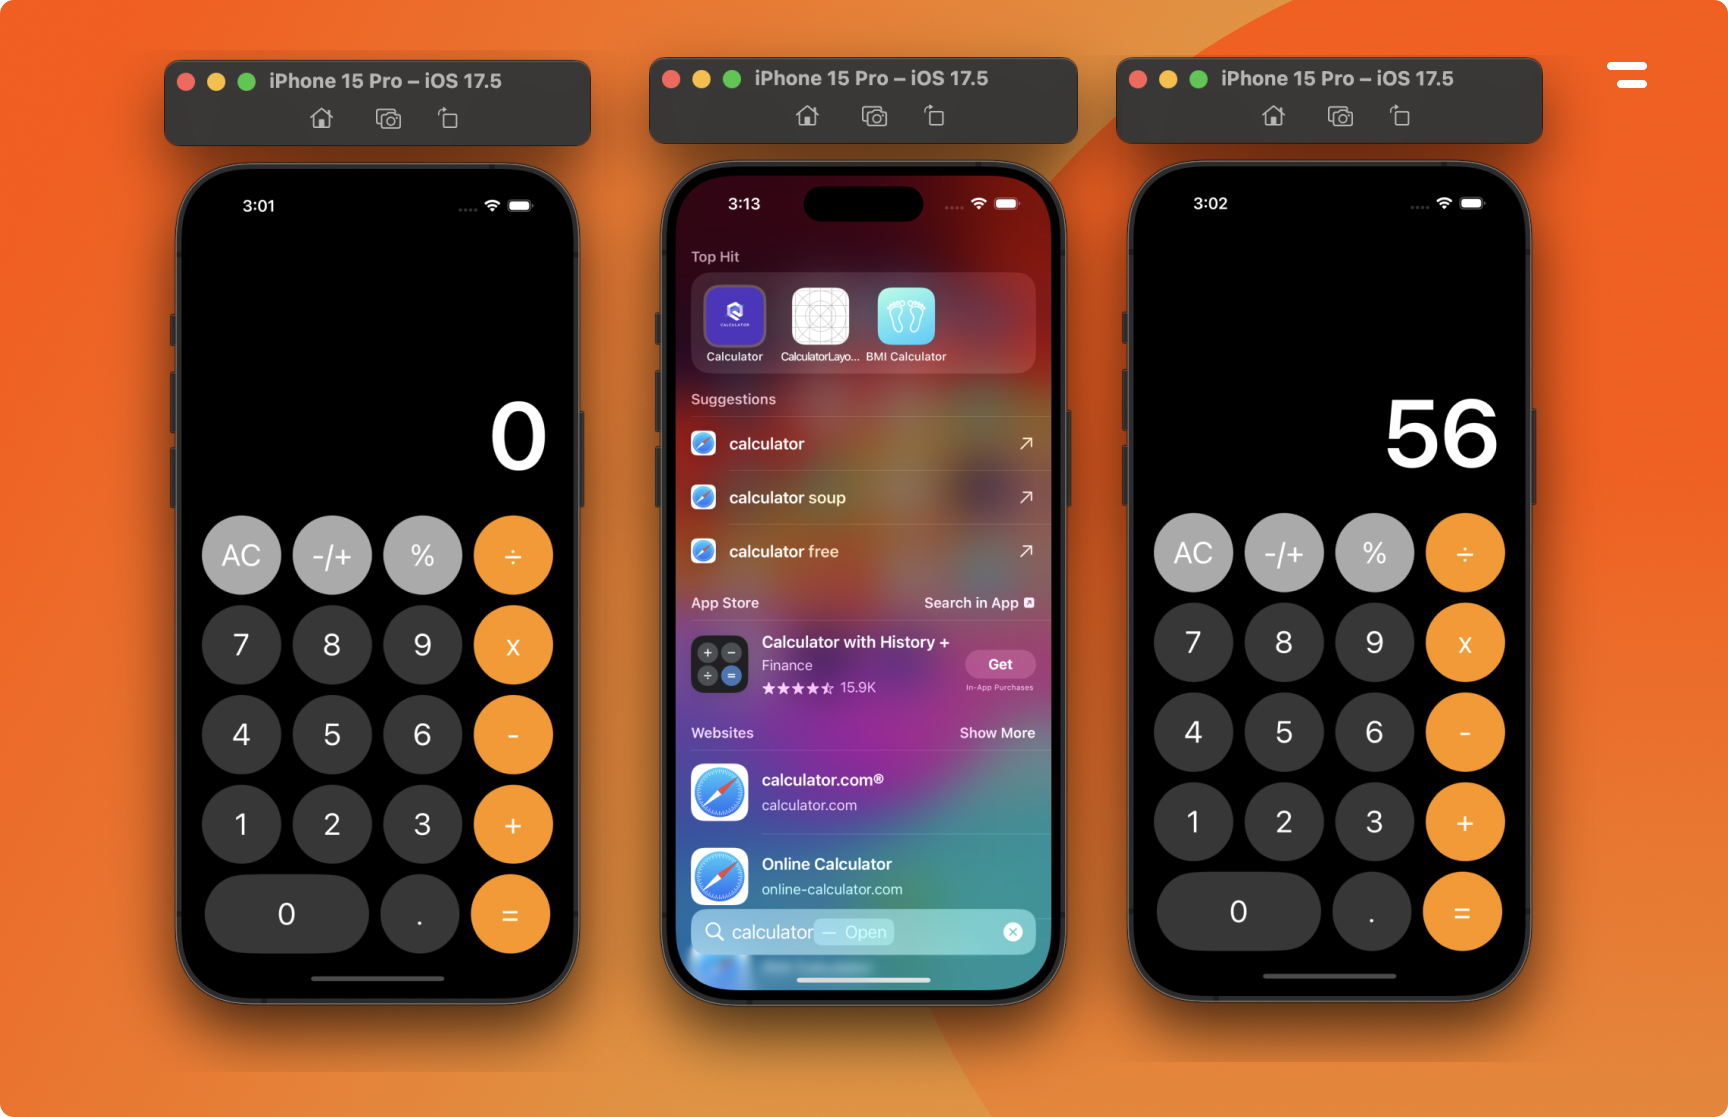 iPhone 15 Pro – iOS 17.5
3:01
0
AC -/+ % ÷
7 8 9 x
4 5 6 -
1 2 3 +
0 . =
iPhone 15 Pro – iOS 17.5
3:13
Top Hit
CALCULATOR
Calculator CalculatorLayo... BMI Calculator
Suggestions
calculator
calculator soup
calculator free
App Store Search in App
+ −
÷ =
Calculator with History +
Finance
15.9K
Get
In-App Purchases
Websites Show More
calculator.com®
calculator.com
Online Calculator
online-calculator.com
calculator — Open
iPhone 15 Pro – iOS 17.5
3:02
56
AC -/+ % ÷
7 8 9 x
4 5 6 -
1 2 3 +
0 . =